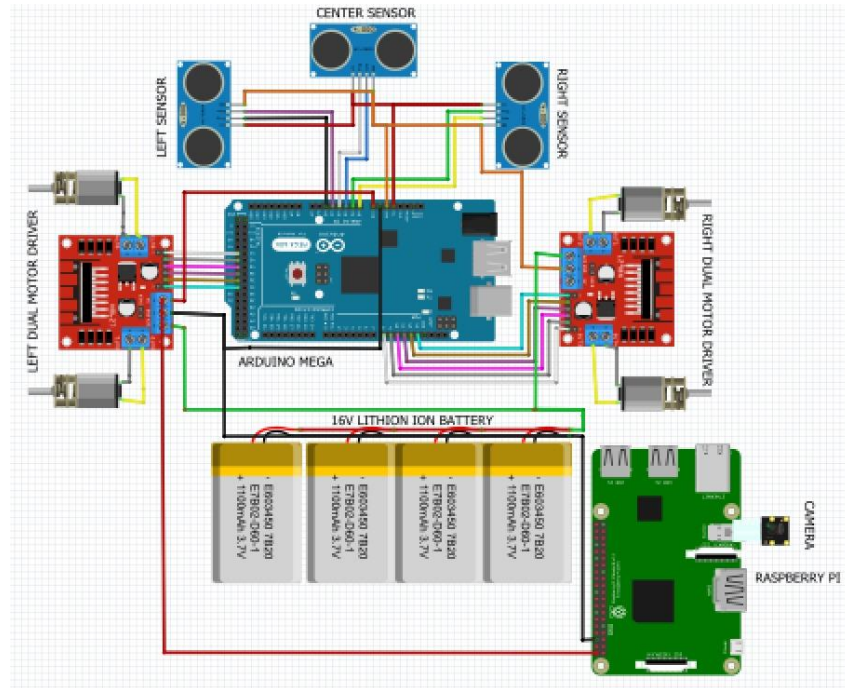 CENTER SENSOR
LEFT SENSOR
RIGHT SENSOR
LEFT DUAL MOTOR DRIVER
RIGHT DUAL MOTOR DRIVER
ARDUINO MEGA
16V LITHION ION BATTERY
- E603450 7B20
E7B02-D60-1
+ 1100mAh 3.7V
- E603450 7B20
E7B02-D60-1
+ 1100mAh 3.7V
- E603450 7B20
E7B02-D60-1
+ 1100mAh 3.7V
- E603450 7B20
E7B02-D60-1
+ 1100mAh 3.7V
CAMERA
RASPBERRY PI